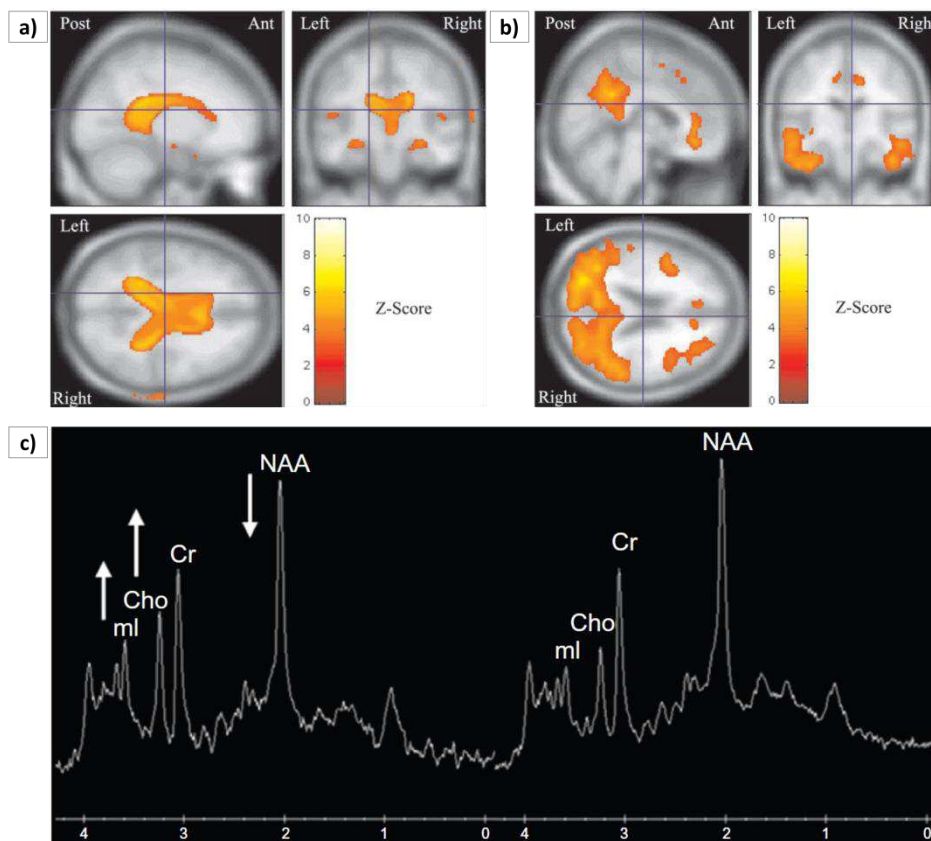 a)
Post
Ant
Left
Right
Left
Right
10
8
6
4
2
0
Z-Score
b)
Post
Ant
Left
Righ
Left
Right
10
8
6
4
2
0
Z-Score
c)
NAA
Cr
Cho
ml
NAA
Cr
Cho
ml
4 3 2 1 0 4 3 2 1 0